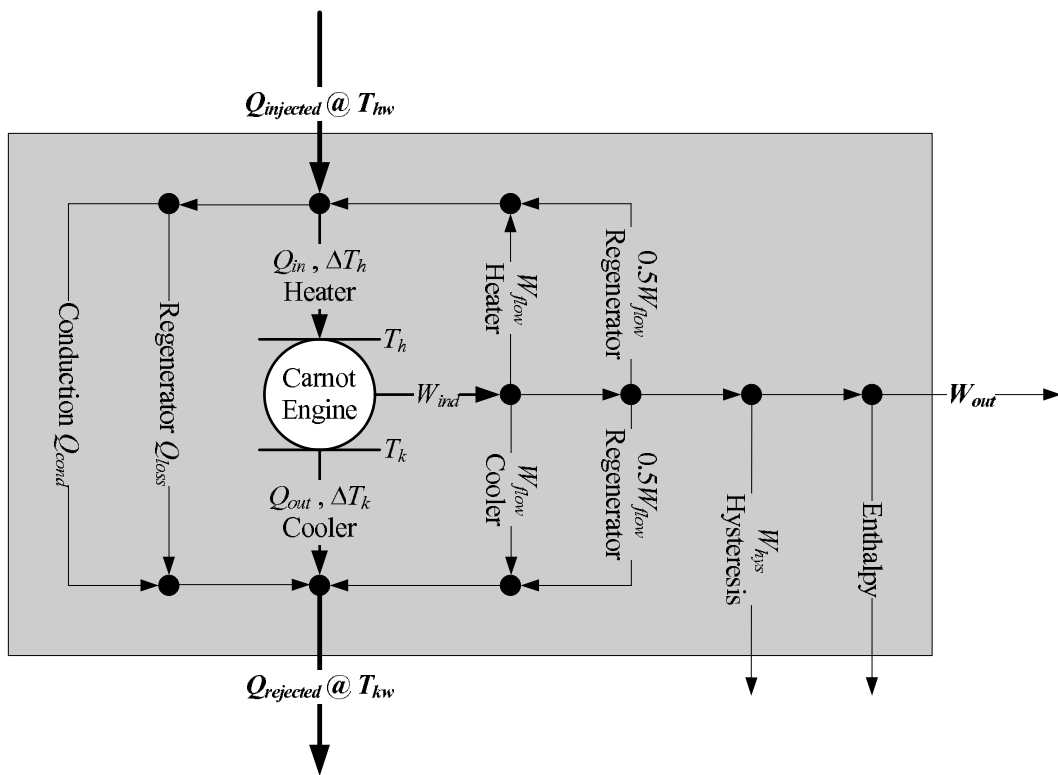 Q_injected @ T_hw
Q_in , ΔT_h
Heater
T_h
Carnot
Engine
W_ind
T_k
Q_out , ΔT_k
Cooler
Conduction Q_cond
Regenerator Q_loss
W_flow
Heater
W_flow
Cooler
0.5W_flow
Regenerator
0.5W_flow
Regenerator
W_hys
Hysteresis
Enthalpy
W_out
Q_rejected @ T_kw